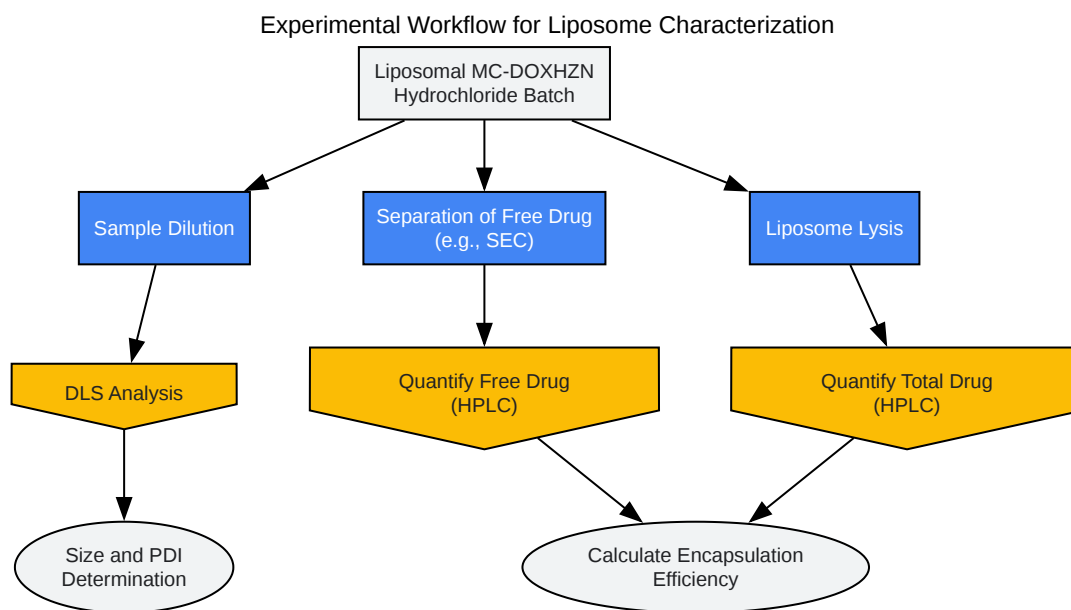 Experimental Workflow for Liposome Characterization
Liposomal MC-DOXHZN
Hydrochloride Batch
Sample Dilution
Separation of Free Drug
(e.g., SEC)
Liposome Lysis
DLS Analysis
Quantify Free Drug
(HPLC)
Quantify Total Drug
(HPLC)
Size and PDI
Determination
Calculate Encapsulation
Efficiency